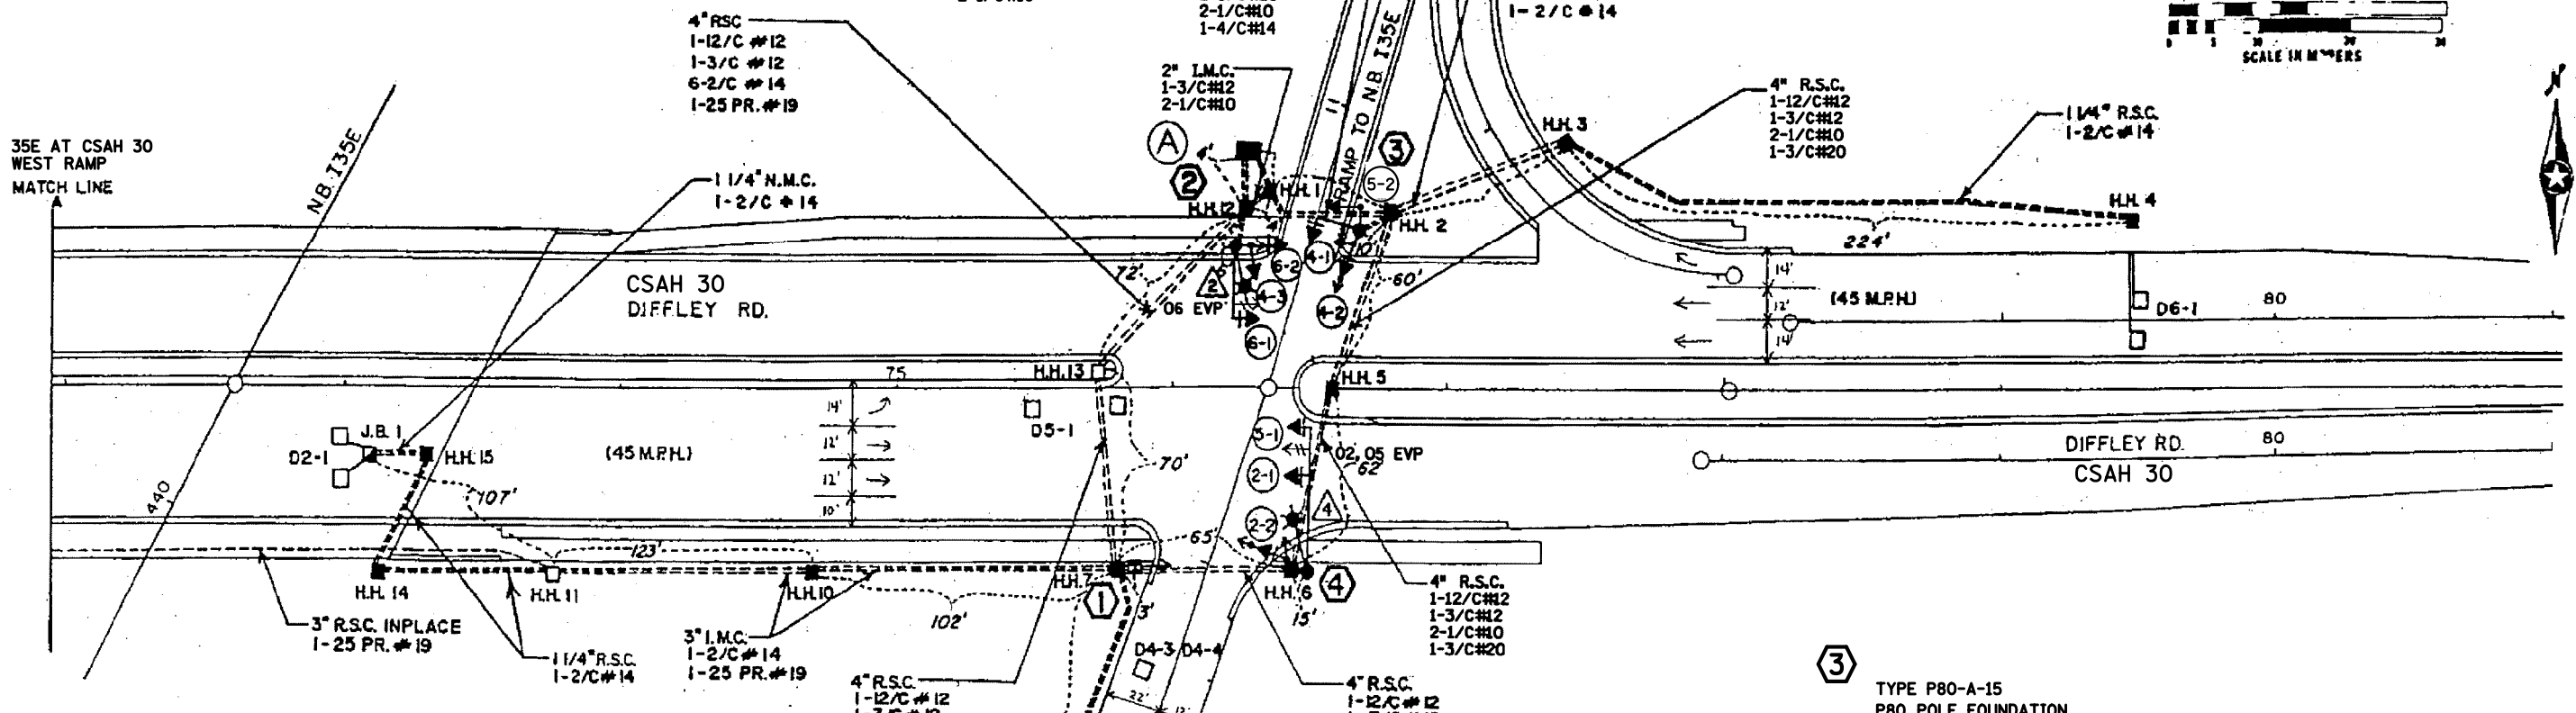 2-1/C#10
1-4/C#14
1-2/C#14
SCALE IN
4" RSC
1-12/C #12
1-3/C #12
6-2/C #14
1-25 PR.#19
2" I.M.C.
1-3/C#12
2-1/C#10
11
RAMP TO N.B. I35E
4" R.S.C.
1-12/C#12
1-3/C#12
2-1/C#10
1-3/C#20
1 1/4" R.S.C.
1-2/C#14
N
35E AT CSAH 30
WEST RAMP
MATCH LINE
A
N.B. I35E
1 1/4" N.M.C.
1-2/C #14
A
4'
2
3
5-2
H.H.1
H.H.12
H.H. 2
H.H. 3
H.H. 4
224'
CSAH 30
DIFFLEY RD.
72'
2
06 EVP
6-2
4-1
10'
60'
4-3
4-2
6-1
14'
12'
14'
(45 M.P.H.)
D6-1
80
H.H.13
75
H.H. 5
D5-1
14'
12'
12'
10'
J.B. 1
D2-1
H.H.15
(45 M.P.H.)
107'
440
70'
5-1
2-1
2-2
02, 05 EVP
62'
4
DIFFLEY RD.
80
CSAH 30
123'
65'
H.H. 14
H.H. 11
H.H.10
H.H.7
H.H. 6
1
4
3'
15'
102'
3" R.S.C. INPLACE
1-25 PR.#19
1 1/4" R.S.C.
1-2/C#14
3" I.M.C.
1-2/C#14
1-25 PR.#19
4" R.S.C.
1-12/C #12
D4-3 D4-4
22'
12'
4" R.S.C.
1-12/C #12
4" R.S.C.
1-12/C#12
1-3/C#12
2-1/C#10
1-3/C#20
3
TYPE P80-A-15
P80 POLE FOUNDATION